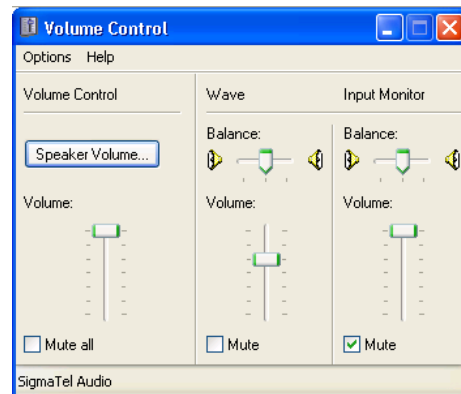 Volume Control
Options Help
Volume Control Wave Input Monitor
Balance: Balance:
Speaker Volume...
Volume: Volume: Volume:
Mute all Mute Mute
SigmaTel Audio